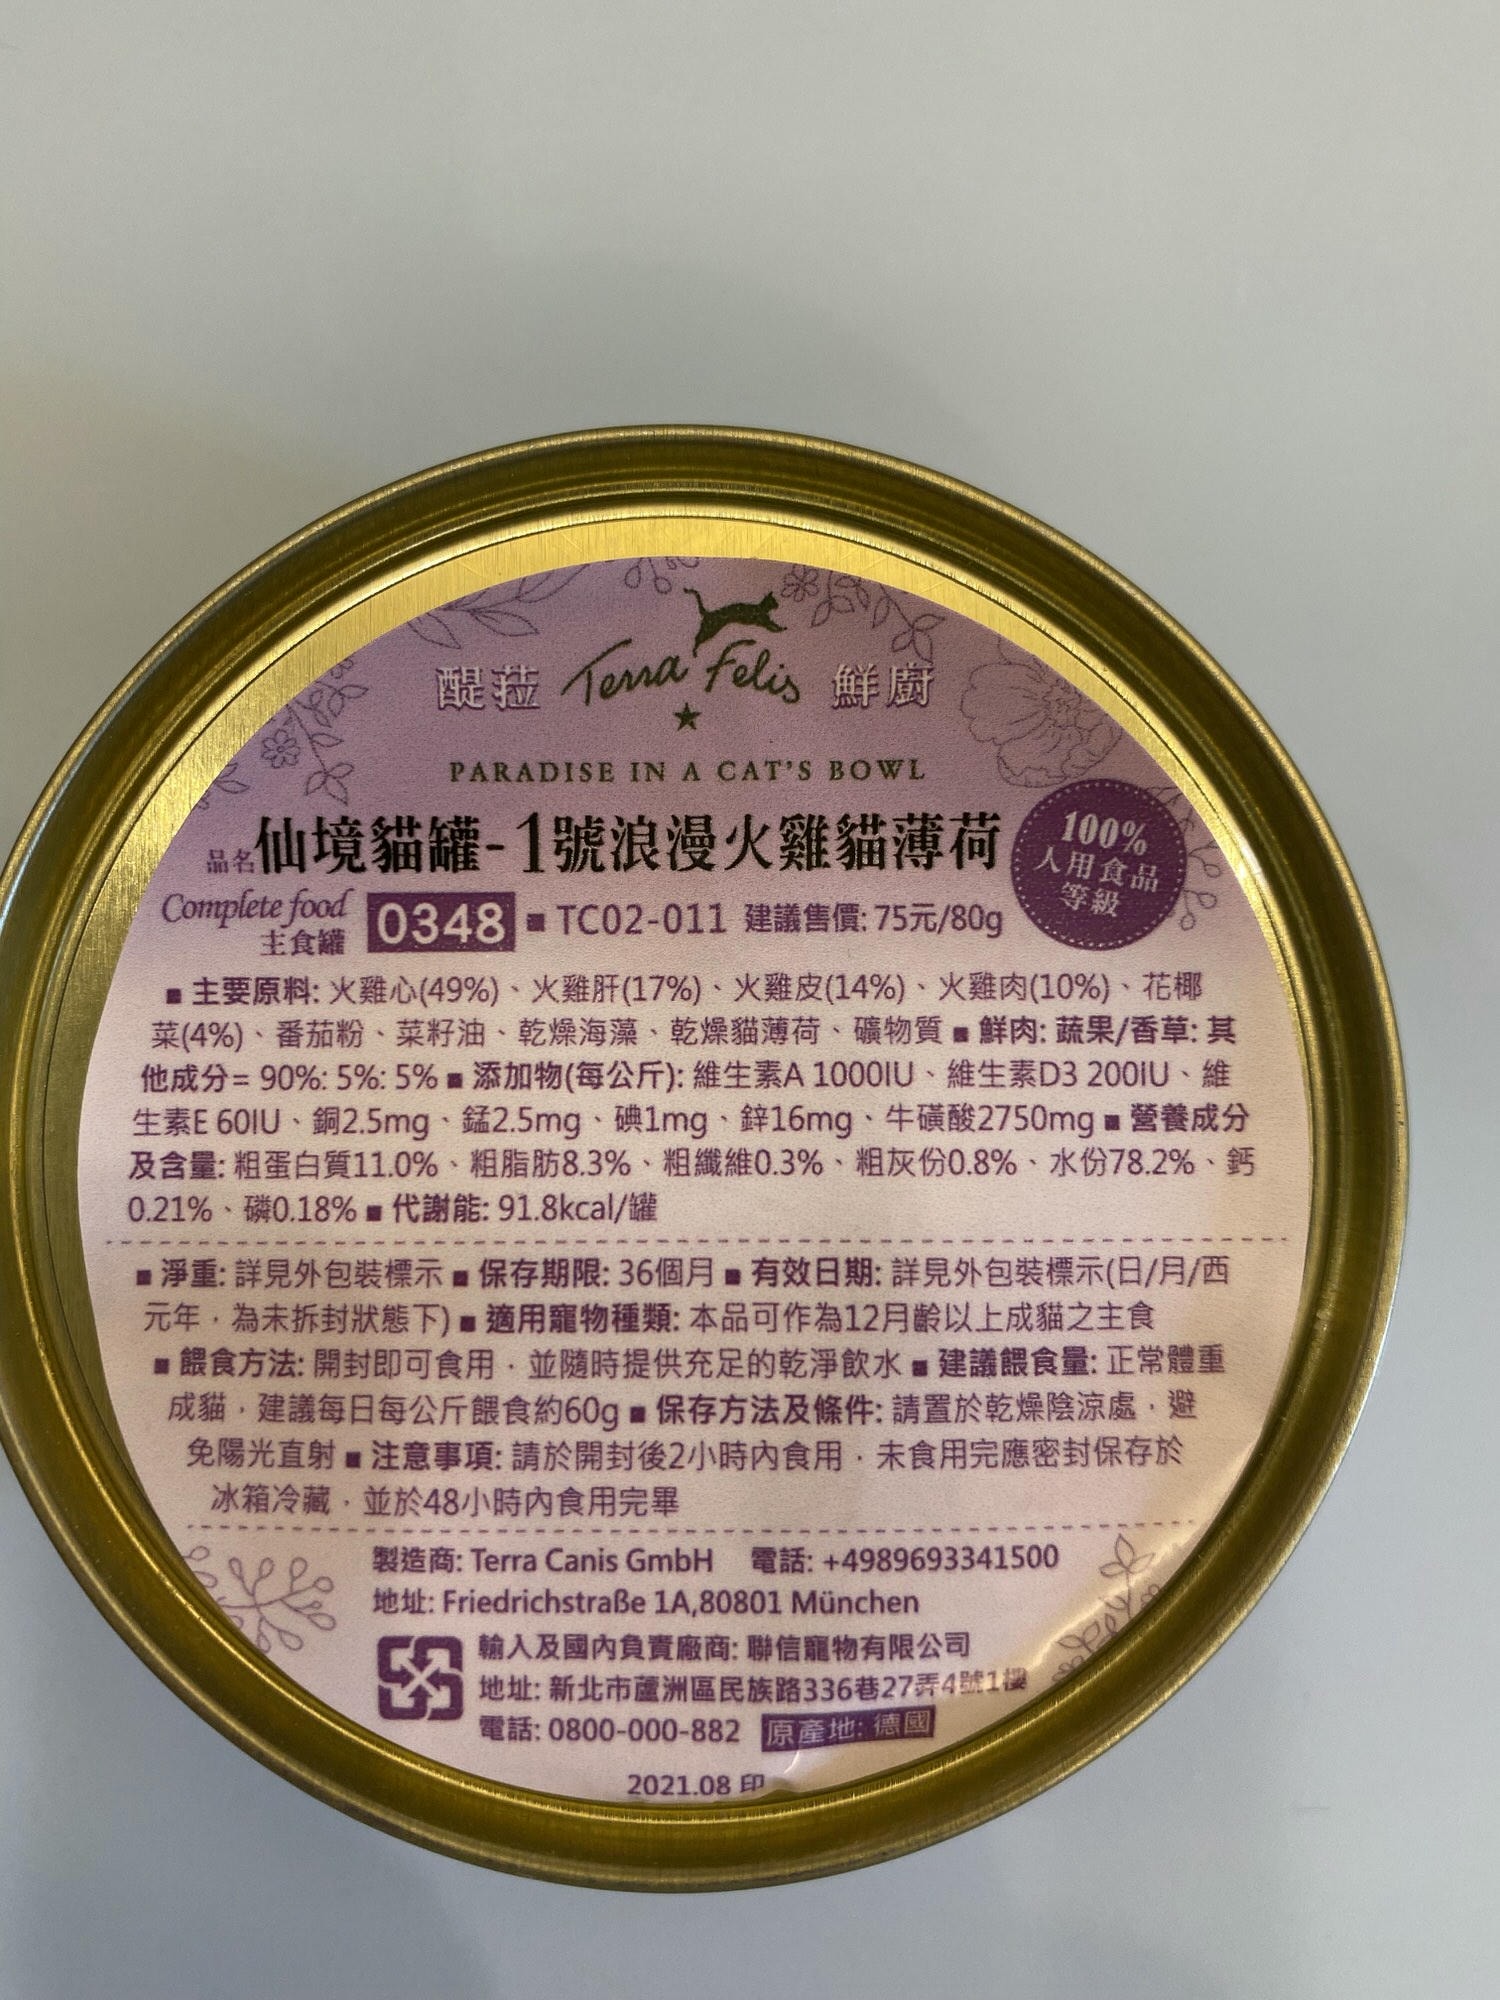 醍菈 Terra Felis 鮮廚
PARADISE IN A CAT'S BOWL
品名 仙境貓罐-1號浪漫火雞貓薄荷
100%
人用食品
等級
Complete food
主食罐
0348 ■ TC02-011 建議售價: 75元/80g
■ 主要原料: 火雞心(49%)、火雞肝(17%)、火雞皮(14%)、火雞肉(10%)、花椰
菜(4%)、番茄粉、菜籽油、乾燥海藻、乾燥貓薄荷、礦物質 ■ 鮮肉: 蔬果/香草: 其
他成分= 90%: 5%: 5% ■ 添加物(每公斤): 維生素A 1000IU、維生素D3 200IU、維
生素E 60IU、銅2.5mg、錳2.5mg、碘1mg、鋅16mg、牛磺酸2750mg ■ 營養成分
及含量: 粗蛋白質11.0%、粗脂肪8.3%、粗纖維0.3%、粗灰份0.8%、水份78.2%、鈣
0.21%、磷0.18% ■ 代謝能: 91.8kcal/罐
■ 淨重: 詳見外包裝標示 ■ 保存期限: 36個月 ■ 有效日期: 詳見外包裝標示(日/月/西
元年，為未拆封狀態下) ■ 適用寵物種類: 本品可作為12月齡以上成貓之主食
■ 餵食方法: 開封即可食用，並隨時提供充足的乾淨飲水 ■ 建議餵食量: 正常體重
成貓，建議每日每公斤餵食約60g ■ 保存方法及條件: 請置於乾燥陰涼處，避
免陽光直射 ■ 注意事項: 請於開封後2小時內食用，未食用完應密封保存於
冰箱冷藏，並於48小時內食用完畢
製造商: Terra Canis GmbH 電話: +4989693341500
地址: Friedrichstraße 1A,80801 München
輸入及國內負責廠商: 聯信寵物有限公司
地址: 新北市蘆洲區民族路336巷27弄4號1樓
電話: 0800-000-882 原產地: 德國
2021.08 印